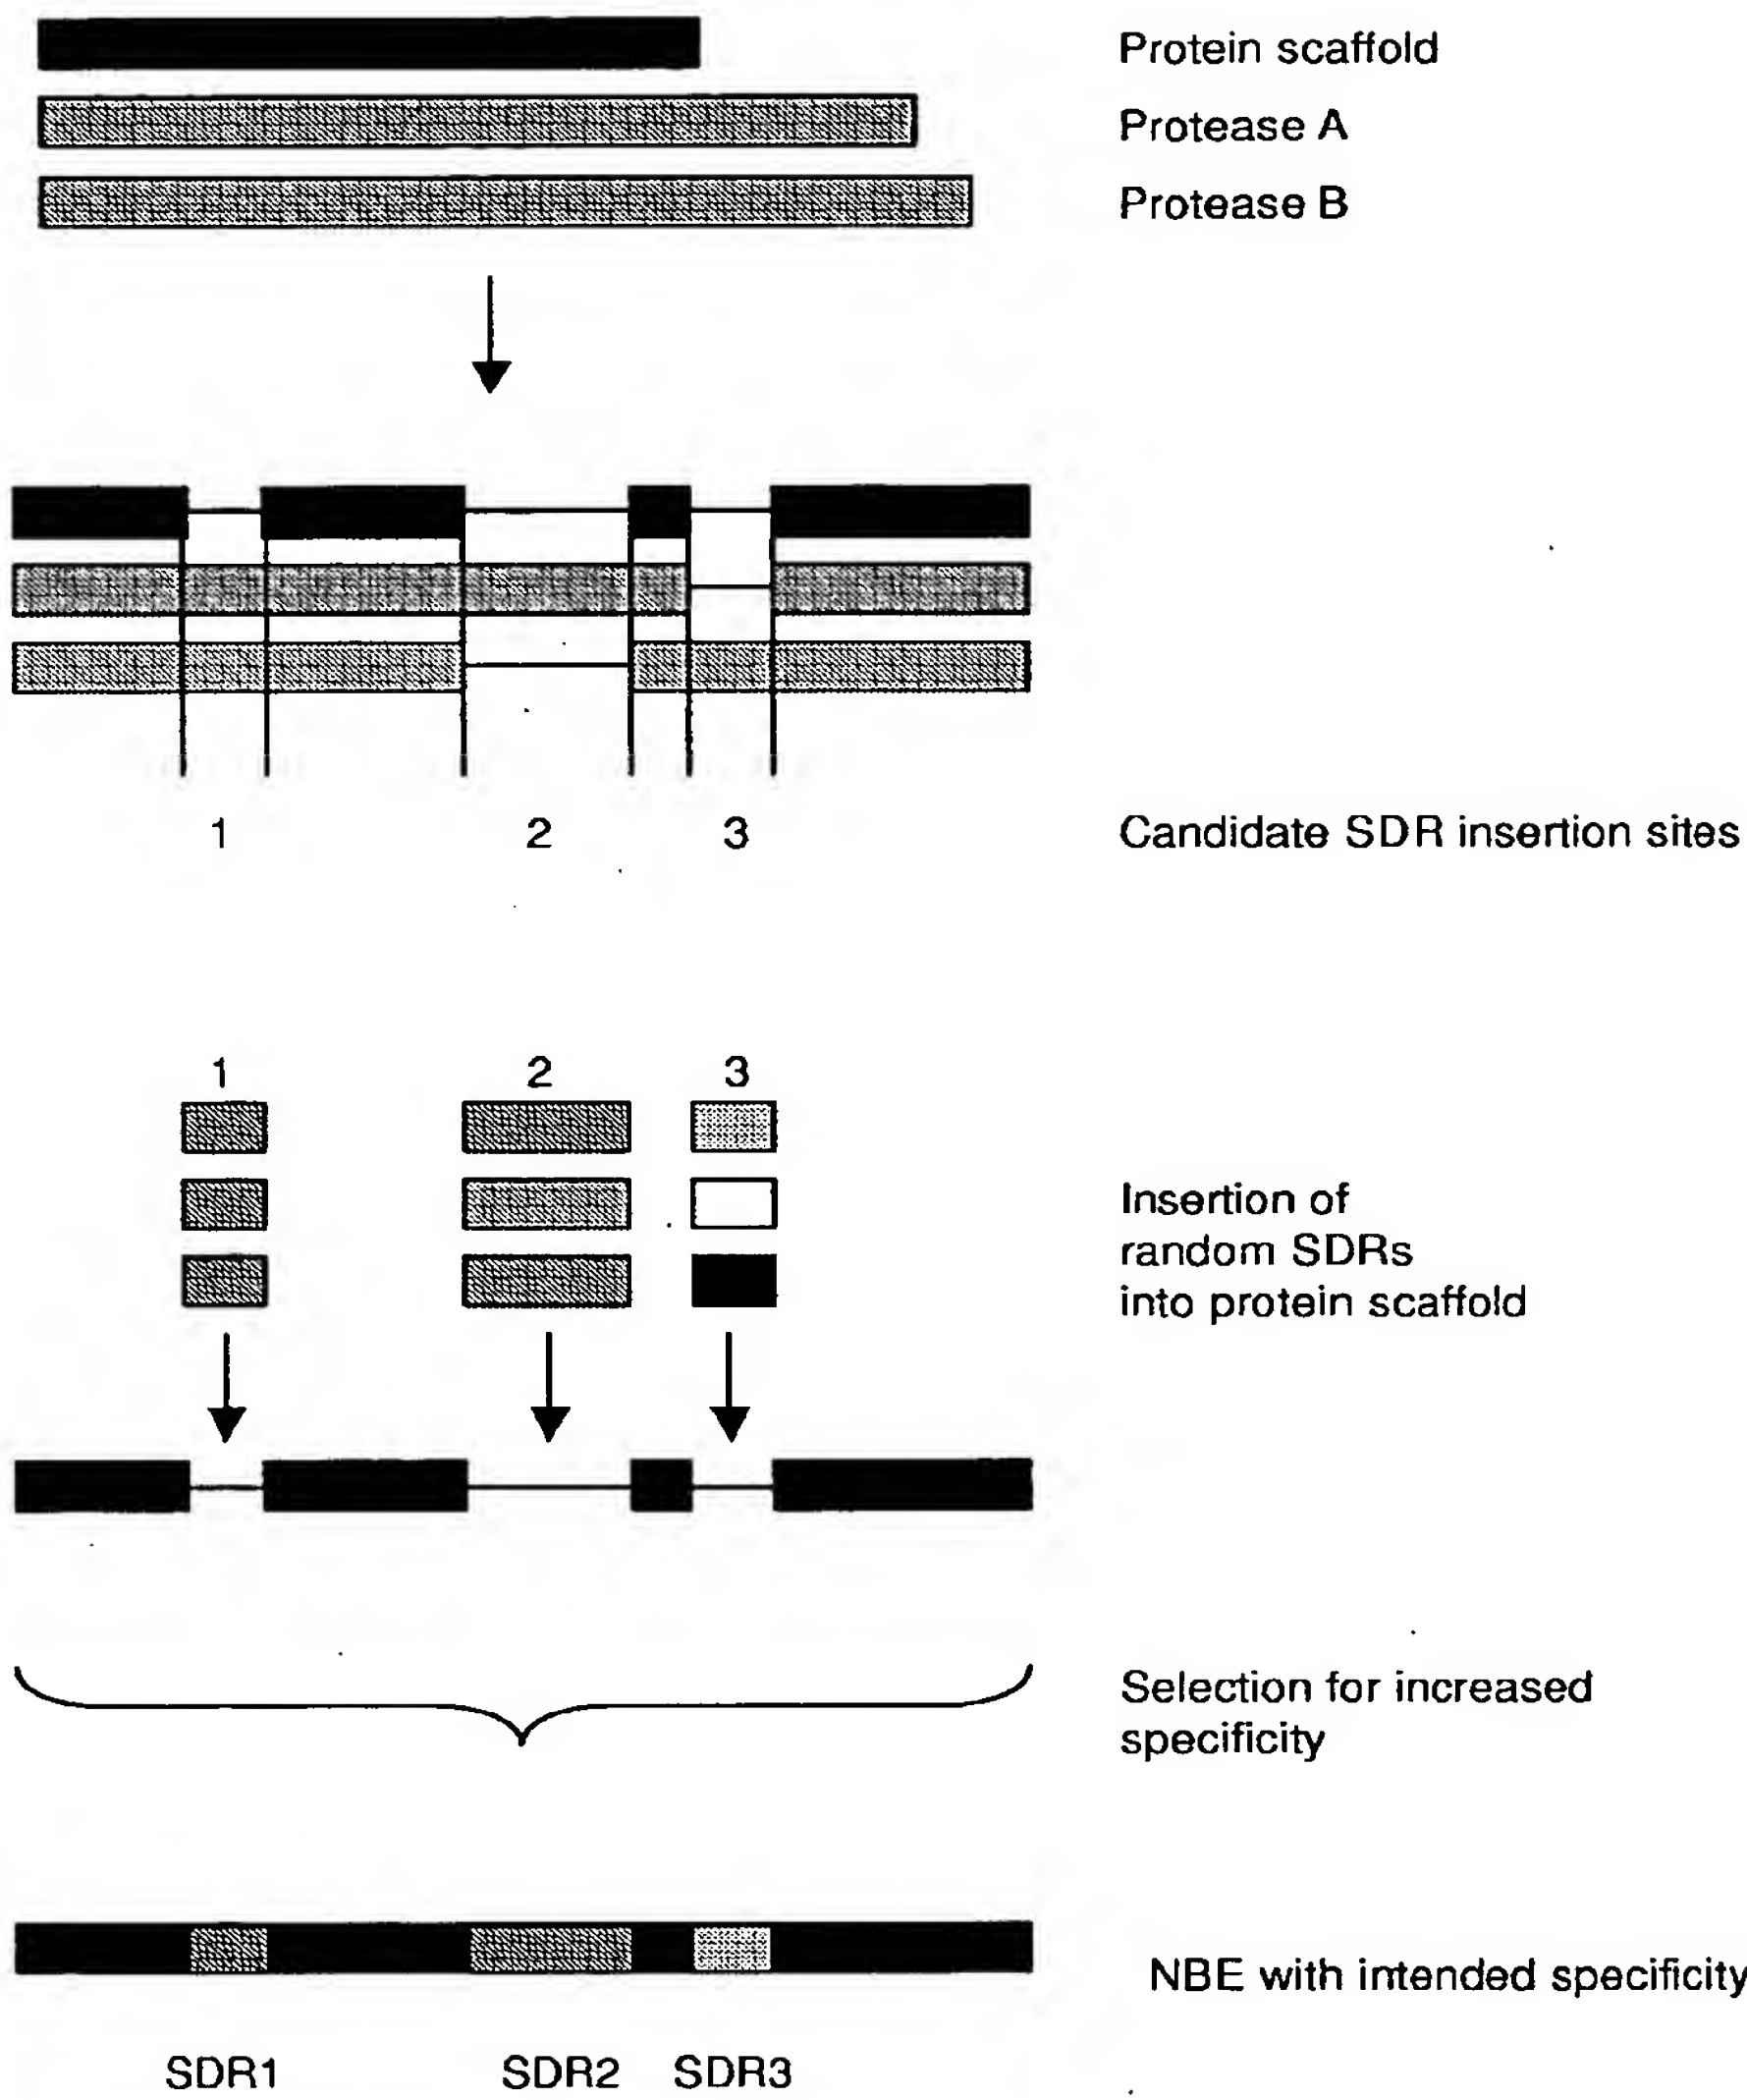 Protein scaffold
Protease A
Protease B
1 2 3
Candidate SDR insertion sites
1 2 3
Insertion of
random SDRs
into protein scaffold
Selection for increased
specificity
NBE with intended specificity
SDR1 SDR2 SDR3